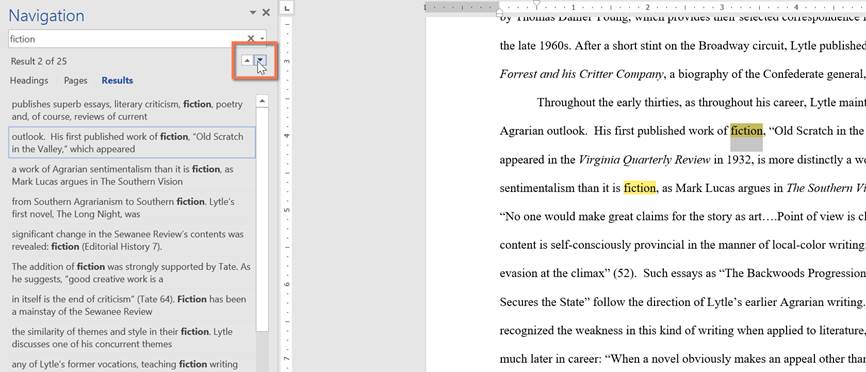 Navigation
fiction
Result 2 of 25
Headings Pages Results
publishes superb essays, literary criticism, fiction, poetry
and, of course, reviews of current
outlook. His first published work of fiction, “Old Scratch
in the Valley,” which appeared
a work of Agrarian sentimentalism than it is fiction, as
Mark Lucas argues in The Southern Vision
from Southern Agrarianism to Southern fiction. Lytle’s
first novel, The Long Night, was
significant change in the Sewanee Review’s contents was
revealed: fiction (Editorial History 7).
The addition of fiction was strongly supported by Tate. As
he suggests, “good creative work is a
in itself is the end of criticism” (Tate 64). Fiction has been
a mainstay of the Sewanee Review
the similarity of themes and style in their fiction. Lytle
discusses one of his concurrent themes
any of Lytle’s former vocations, teaching fiction writing
L
3
4
5
6
7
1 2 3 4
by Thomas Daniel Young, which provides their selected correspondence
the late 1960s. After a short stint on the Broadway circuit, Lytle published
Forrest and his Critter Company, a biography of the Confederate general,
Throughout the early thirties, as throughout his career, Lytle main
Agrarian outlook. His first published work of fiction, “Old Scratch in the
appeared in the Virginia Quarterly Review in 1932, is more distinctly a wo
sentimentalism than it is fiction, as Mark Lucas argues in The Southern Vi
“No one would make great claims for the story as art….Point of view is cl
content is self-consciously provincial in the manner of local-color writing
evasion at the climax” (52). Such essays as “The Backwoods Progression
Secures the State” follow the direction of Lytle’s earlier Agrarian writing.
recognized the weakness in this kind of writing when applied to literature,
much later in career: “When a novel obviously makes an appeal other than